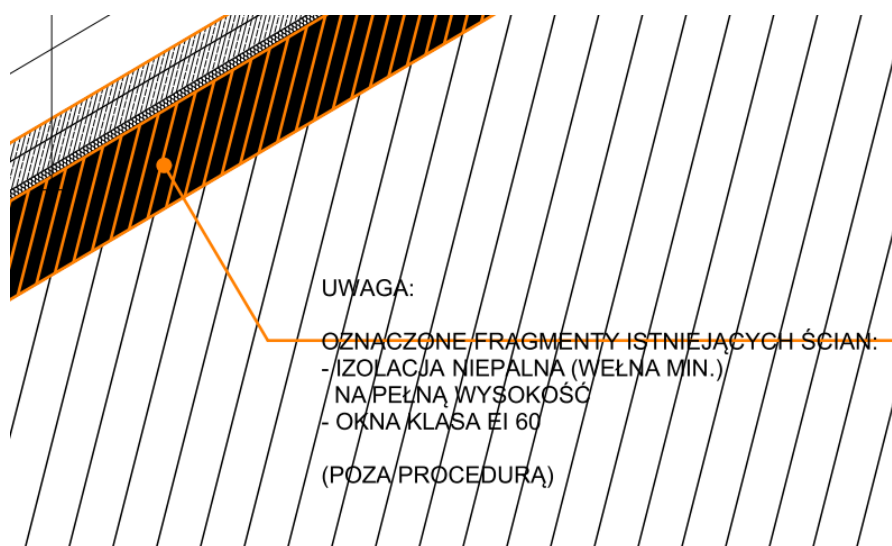 UWAGA:
OZNACZONE FRAGMENTY ISTNIEJĄCYCH ŚCIAN:
- IZOLACJA NIEPALNA (WEŁNA MIN.)
NA PEŁNĄ WYSOKOŚĆ
- OKNA KLASA EI 60
(POZA PROCEDURĄ)